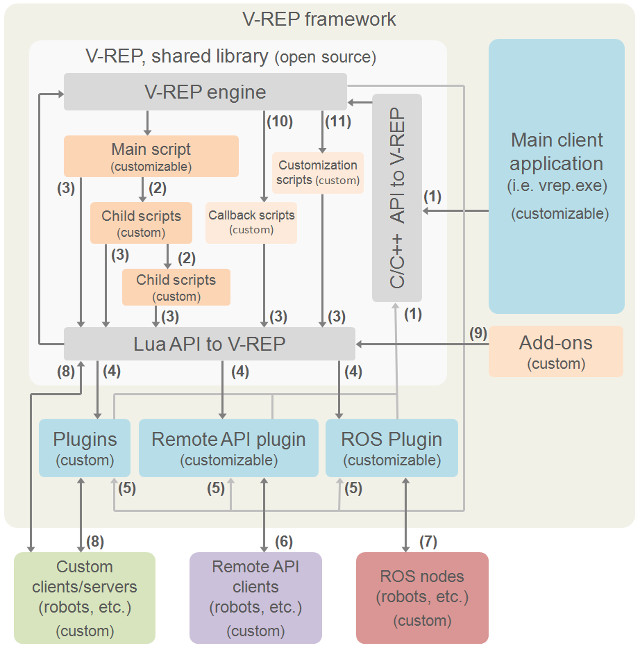 V-REP framework
V-REP, shared library (open source)
V-REP engine
(10)
(11)
Main script
(customizable)
Customization
scripts (custom)
C/C++ API to V-REP
Main client
application
(i.e. vrep.exe)
(customizable)
(3)
(2)
(1)
Child scripts
(custom)
Callback scripts
(custom)
(3)
(2)
Child scripts
(custom)
(3)
(3)
(3)
(1)
Lua API to V-REP
(9)
Add-ons
(custom)
(8)
(4)
(4)
(4)
Plugins
(custom)
Remote API plugin
(customizable)
ROS Plugin
(customizable)
(5)
(5)
(5)
(8)
(6)
(7)
Custom
clients/servers
(robots, etc.)
(custom)
Remote API
clients
(robots, etc.)
(custom)
ROS nodes
(robots, etc.)
(custom)